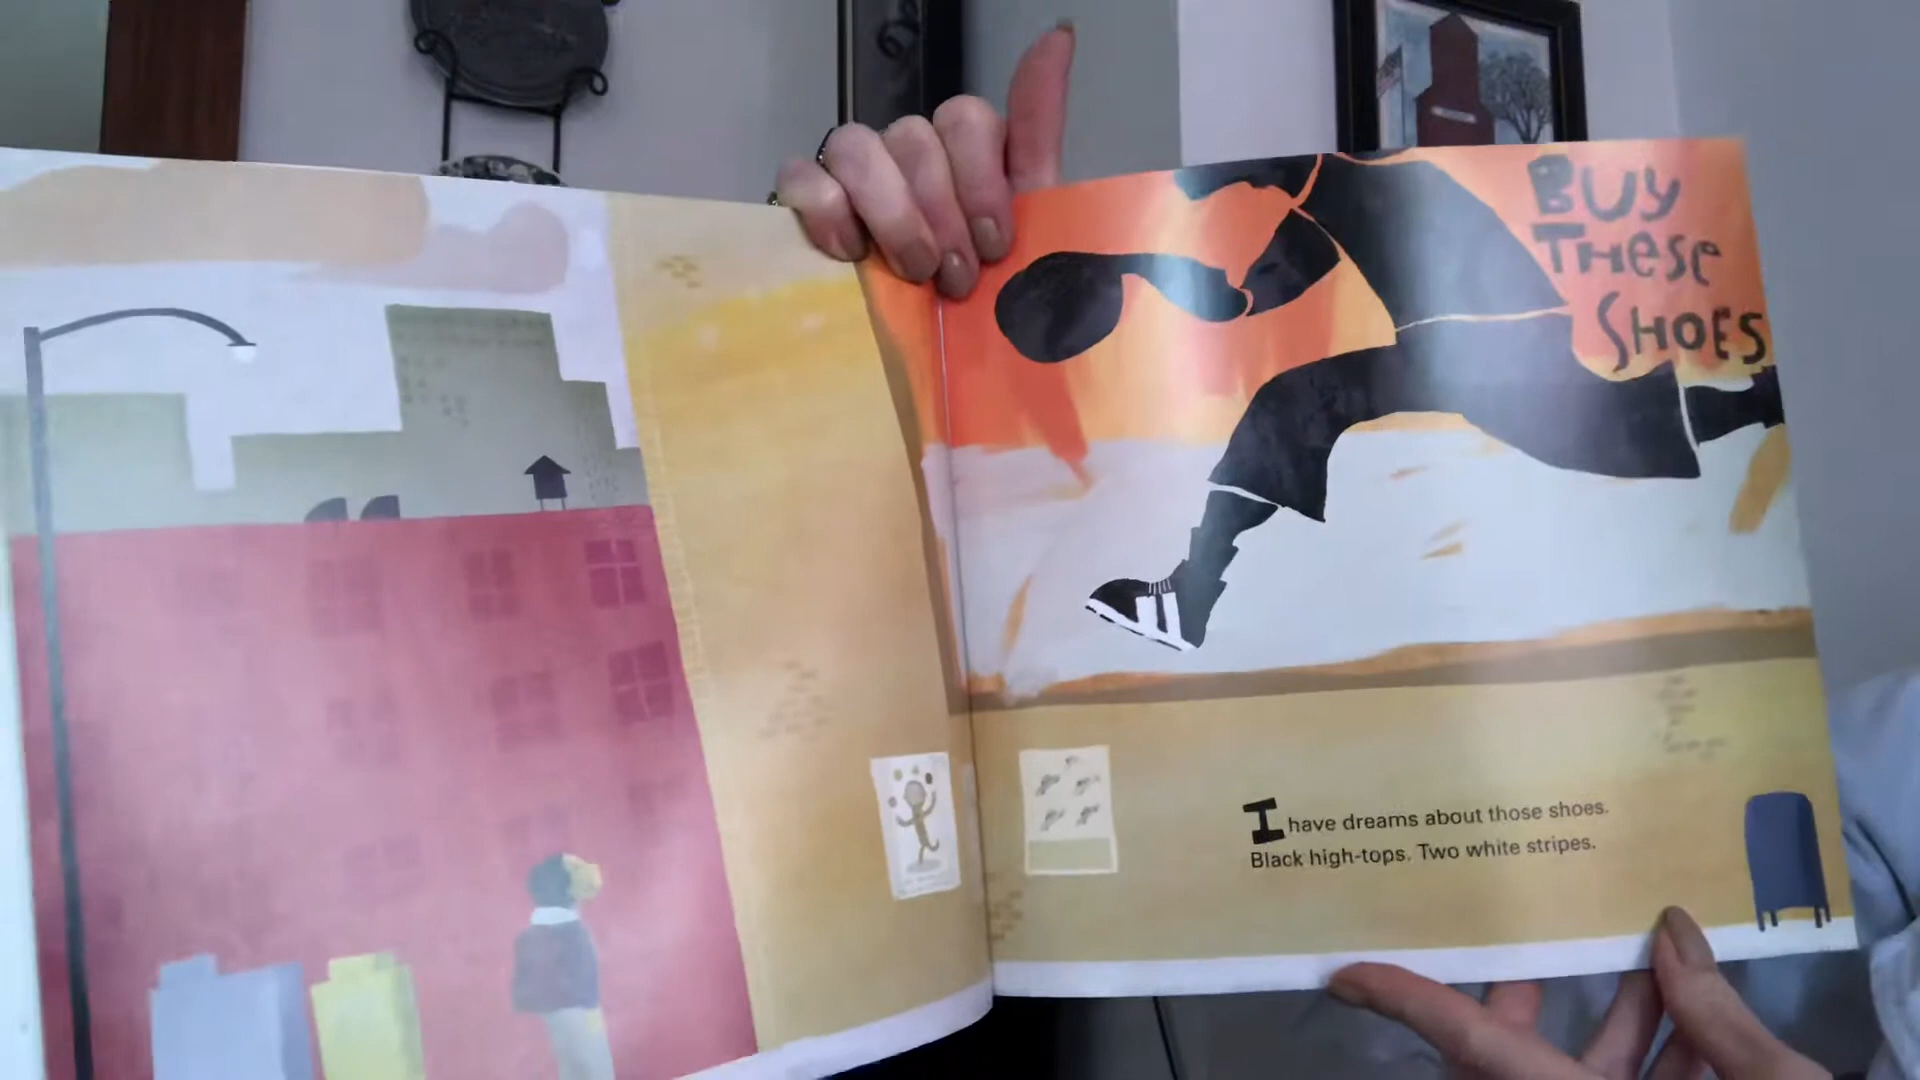 BUY
THESE
SHOES
I have dreams about those shoes.
Black high-tops. Two white stripes.